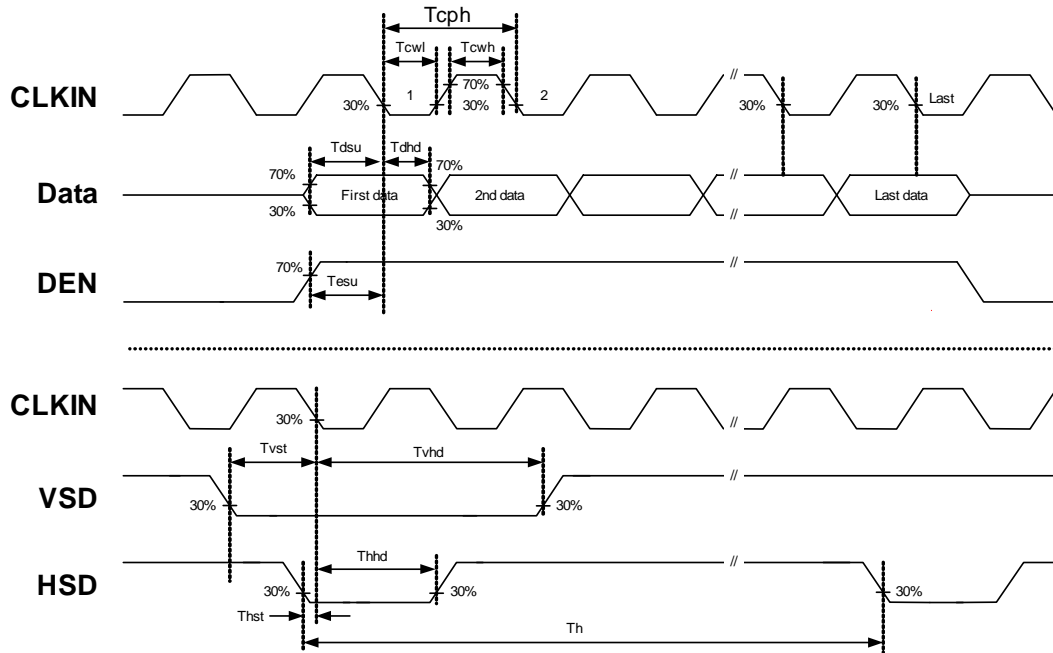 Tcph
Tcwl Tcwh
CLKIN 30% 1 70% 30% 2 // 30% 30% Last
Tdsu Tdhd
Data 70% 30% First data 70% 30% 2nd data // Last data
DEN 70% Tesu //
CLKIN 30% //
Tvst Tvhd
VSD 30% 30% //
Thhd
HSD 30% 30% // 30%
Thst
Th